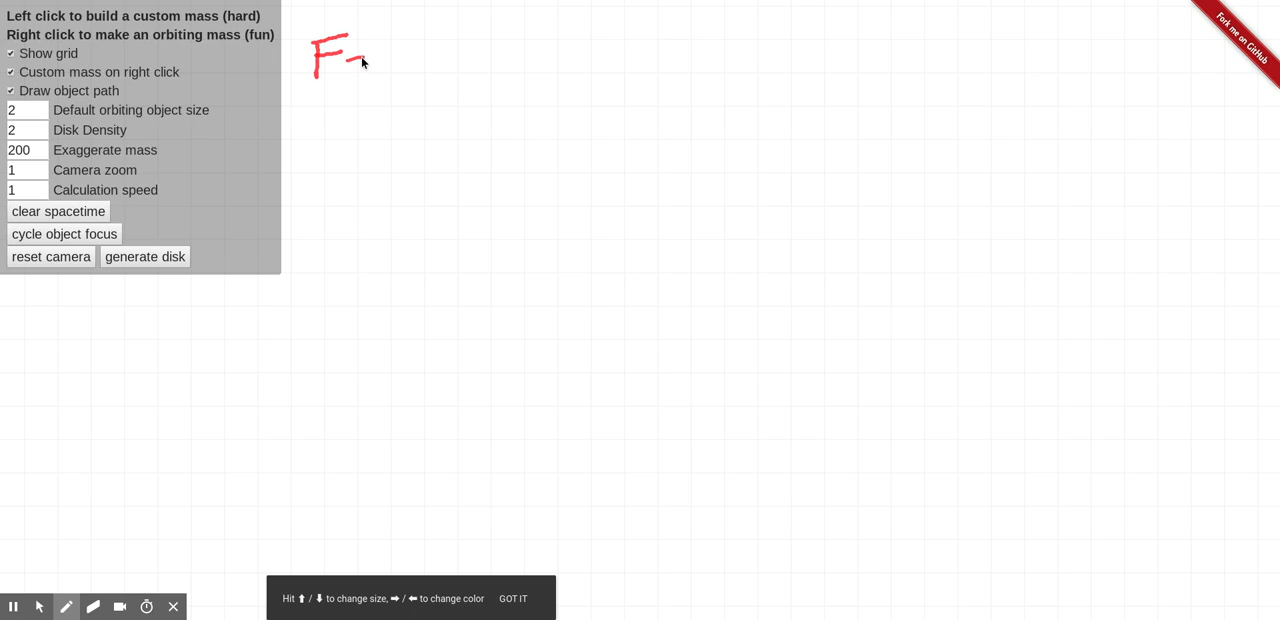 Left click to build a custom mass (hard)
Right click to make an orbiting mass (fun)
Show grid
Custom mass on right click
Draw object path
2 Default orbiting object size
2 Disk Density
200 Exaggerate mass
1 Camera zoom
1 Calculation speed
clear spacetime
cycle object focus
reset camera generate disk
F-
Fork me on GitHub
Hit ⬆ / ⬇ to change size, ➡ / ⬅ to change color GOT IT